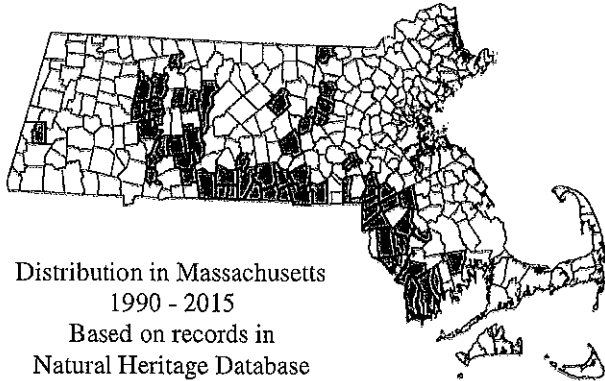 Distribution in Massachusetts
1990 - 2015
Based on records in
Natural Heritage Database